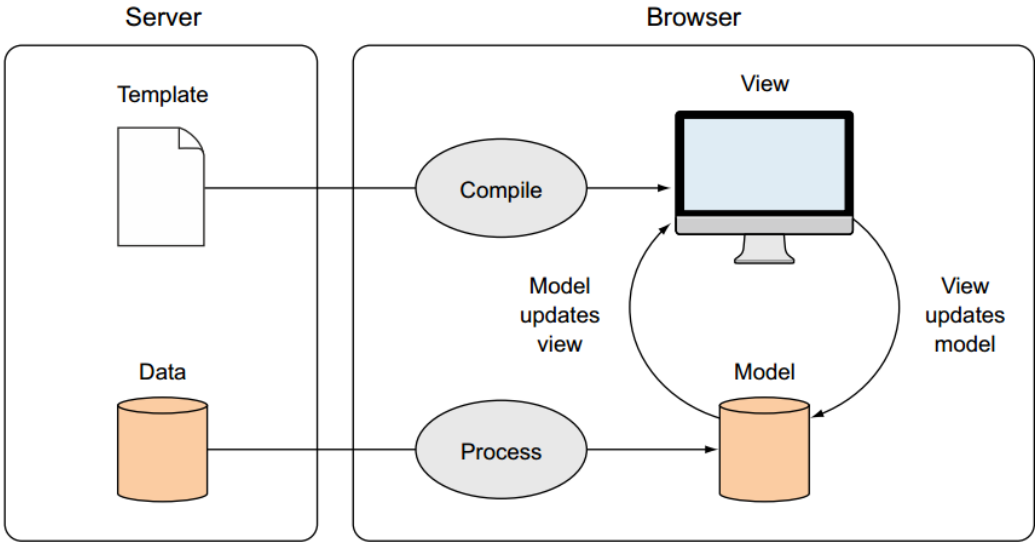 Server
Browser
Template
View
Compile
Model
updates
view
View
updates
model
Data
Model
Process